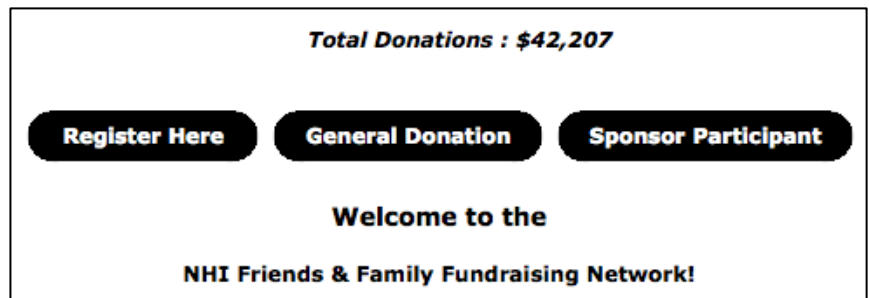 Total Donations : $42,207
Register Here General Donation Sponsor Participant
Welcome to the
NHI Friends & Family Fundraising Network!